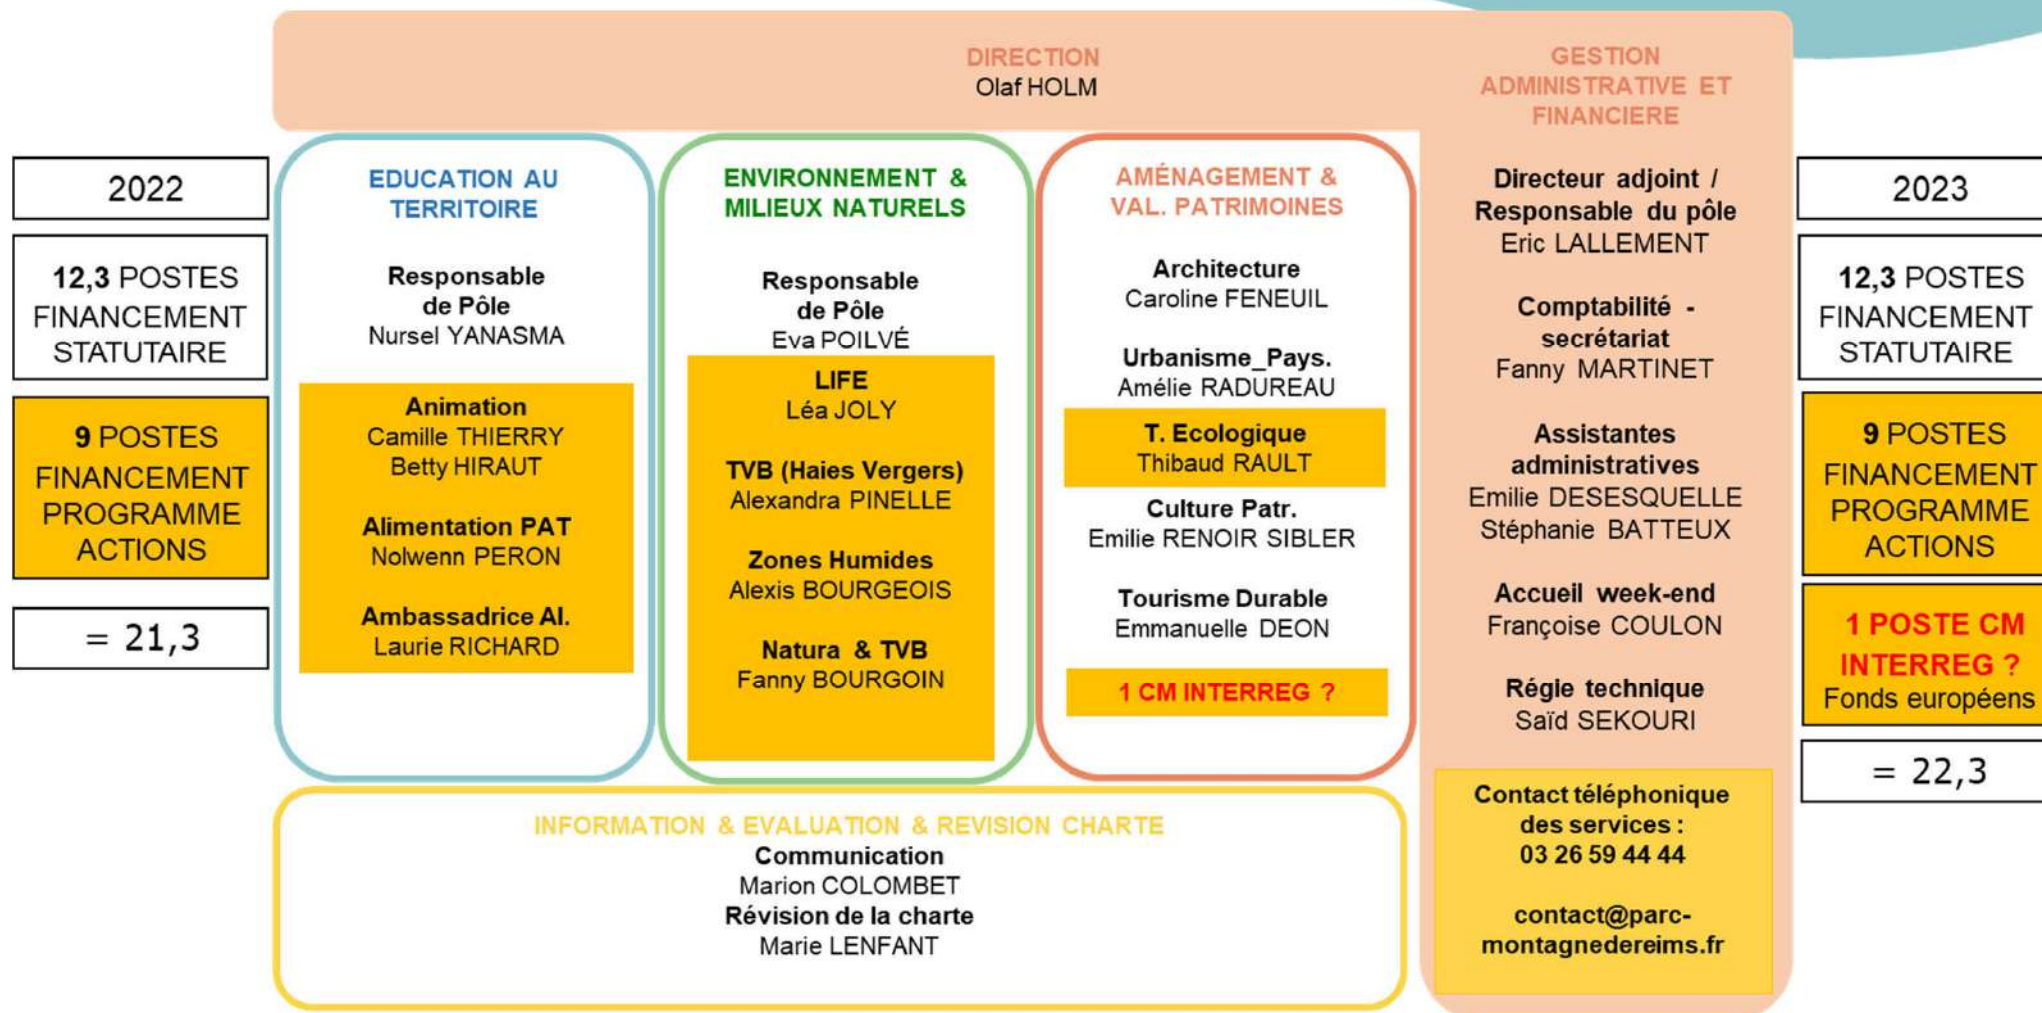 DIRECTION
Olaf HOLM
2022
12,3 POSTES
FINANCEMENT
STATUTAIRE
9 POSTES
FINANCEMENT
PROGRAMME
ACTIONS
= 21,3
EDUCATION AU
TERRITOIRE
Responsable
de Pôle
Nursel YANASMA
Animation
Camille THIERRY
Betty HIRAUT
Alimentation PAT
Nolwenn PERON
Ambassadrice Al.
Laurie RICHARD
ENVIRONNEMENT &
MILIEUX NATURELS
Responsable
de Pôle
Eva POILVÉ
LIFE
Léa JOLY
TVB (Haies Vergers)
Alexandra PINELLE
Zones Humides
Alexis BOURGEOIS
Natura & TVB
Fanny BOURGOIN
AMÉNAGEMENT &
VAL. PATRIMOINES
Architecture
Caroline FENEUIL
Urbanisme_Pays.
Amélie RADUREAU
T. Ecologique
Thibaud RAULT
Culture Patr.
Emilie RENOIR SIBLER
Tourisme Durable
Emmanuelle DEON
1 CM INTERREG ?
GESTION
ADMINISTRATIVE ET
FINANCIERE
Directeur adjoint /
Responsable du pôle
Eric LALLEMENT
Comptabilité -
secrétariat
Fanny MARTINET
Assistantes
administratives
Emilie DESESQUELLE
Stéphanie BATTEUX
Accueil week-end
Françoise COULON
Régie technique
Saïd SEKOURI
Contact téléphonique
des services :
03 26 59 44 44
contact@parc-
montagnedereims.fr
INFORMATION & EVALUATION & REVISION CHARTE
Communication
Marion COLOMBET
Révision de la charte
Marie LENFANT
2023
12,3 POSTES
FINANCEMENT
STATUTAIRE
9 POSTES
FINANCEMENT
PROGRAMME
ACTIONS
1 POSTE CM
INTERREG ?
Fonds européens
= 22,3